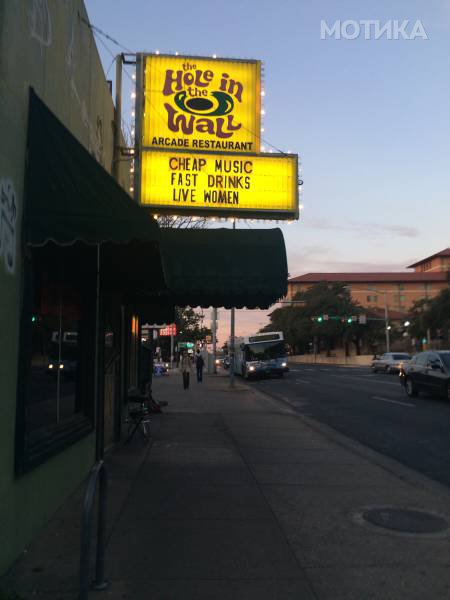 МОТИКА
the
Hole in
the
Wall
ARCADE RESTAURANT
CHEAP MUSIC
FAST DRINKS
LIVE WOMEN